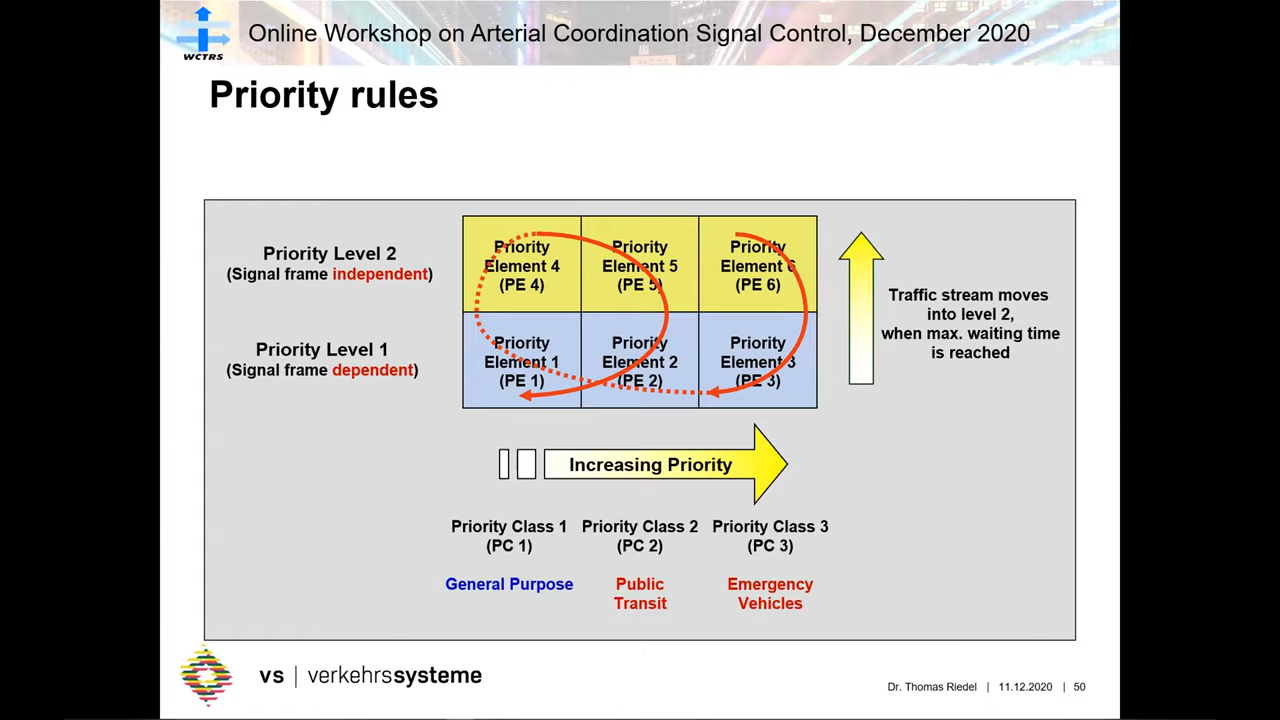 WCTRS
Online Workshop on Arterial Coordination Signal Control, December 2020
Priority rules
Priority Level 2
(Signal frame independent)
Priority
Element 4
(PE 4)
Priority
Element 5
(PE 5)
Priority
Element 6
(PE 6)
Priority Level 1
(Signal frame dependent)
Priority
Element 1
(PE 1)
Priority
Element 2
(PE 2)
Priority
Element 3
(PE 3)
Traffic stream moves
into level 2,
when max. waiting time
is reached
Increasing Priority
Priority Class 1
(PC 1)
Priority Class 2
(PC 2)
Priority Class 3
(PC 3)
General Purpose
Public
Transit
Emergency
Vehicles
vs | verkehrssysteme
Dr. Thomas Riedel | 11.12.2020 | 50